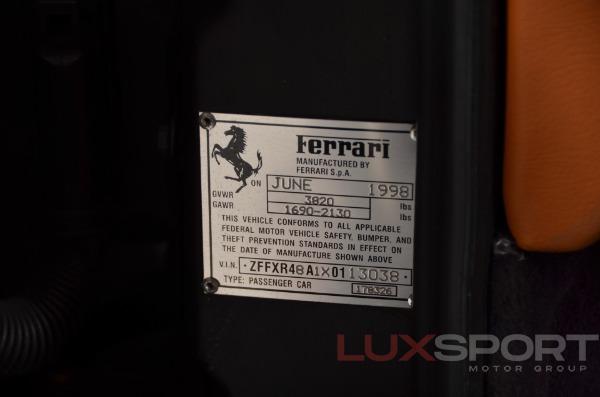 Ferrari
MANUFACTURED BY
FERRARI S.p.A.
ON JUNE 1998
GVWR 3820 lbs
GAWR 1690-2130 lbs
THIS VEHICLE CONFORMS TO ALL APPLICABLE
FEDERAL MOTOR VEHICLE SAFETY, BUMPER, AND
THEFT PREVENTION STANDARDS IN EFFECT ON
THE DATE OF MANUFACTURE SHOWN ABOVE
V.I.N. · ZFFXR48A1X0113038 ·
TYPE: PASSENGER CAR
LUXSPORT
MOTOR GROUP